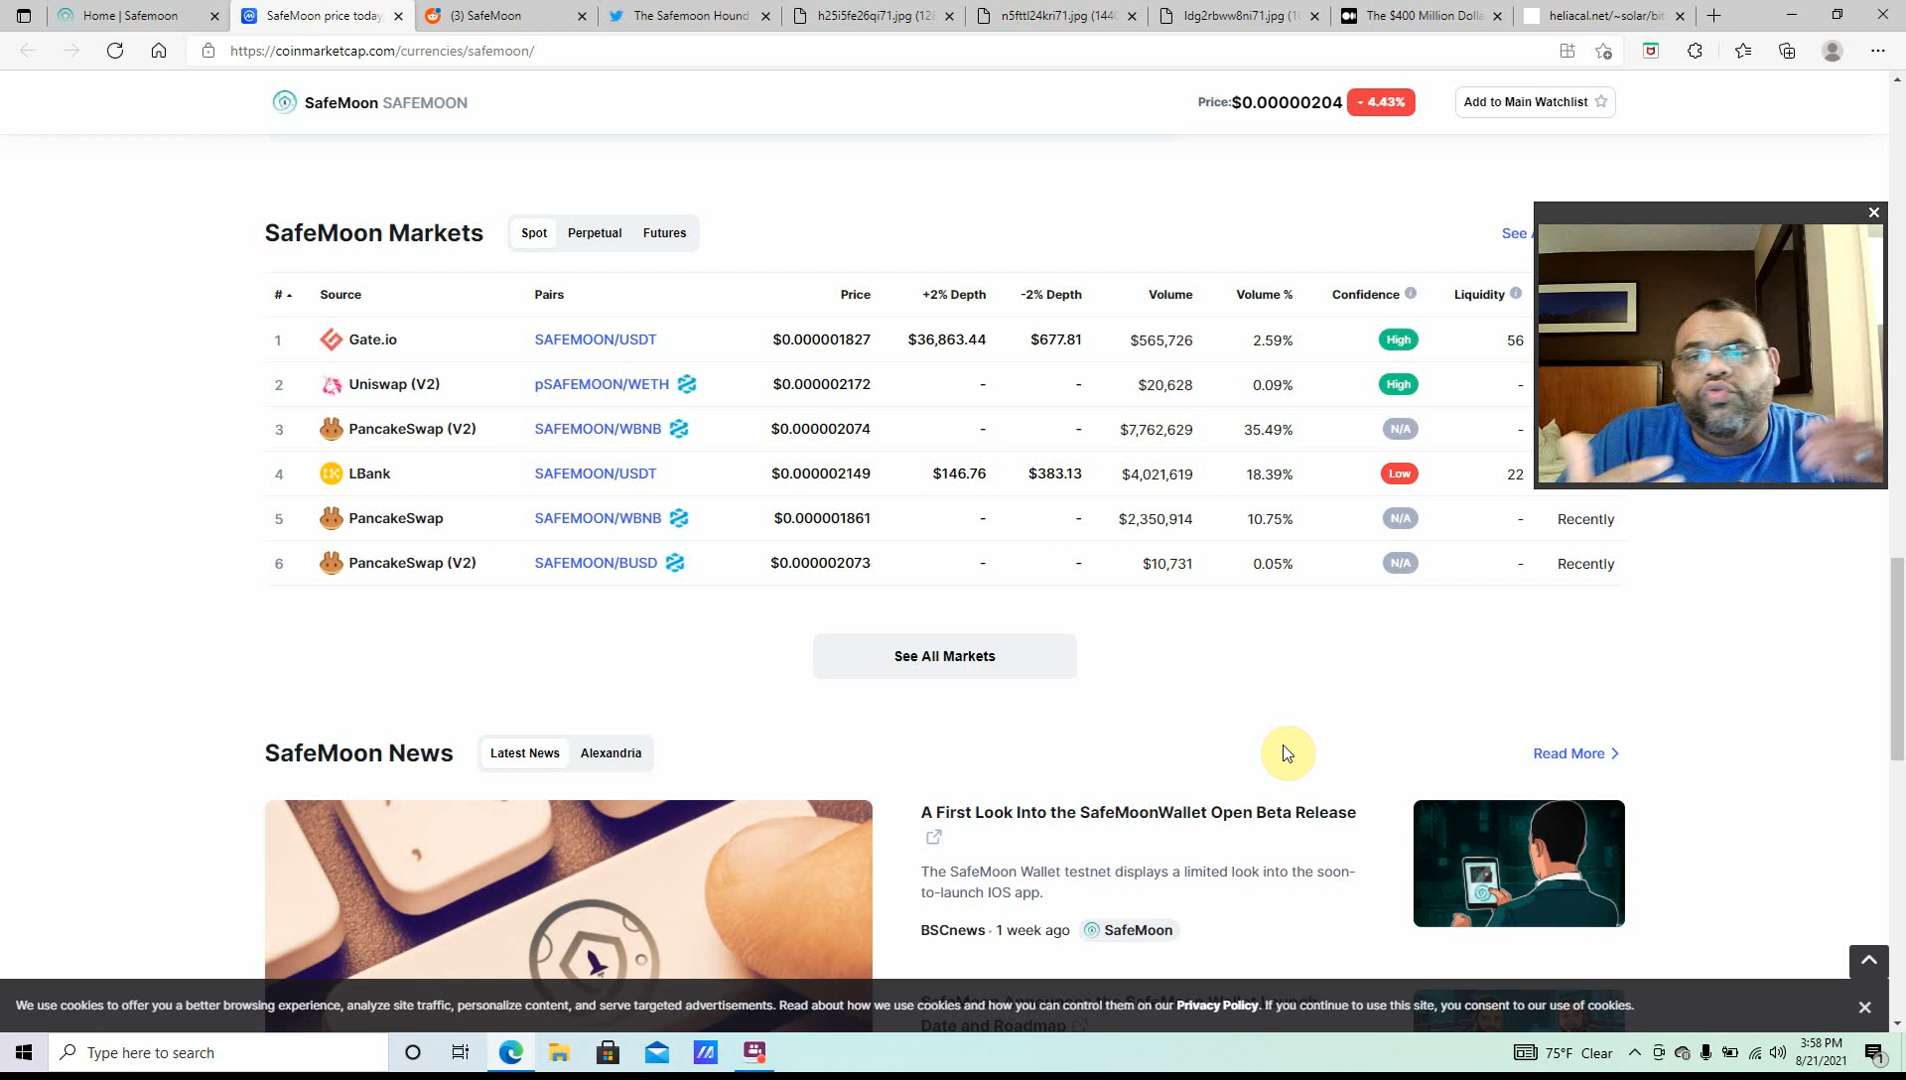 Home | Safemoon
SafeMoon price today
(3) SafeMoon
The Safemoon Hound
h25i5fe26qi71.jpg (128
n5fttl24kri71.jpg (1440
ldg2rbww8ni71.jpg (10
The $400 Million Dolla
heliacal.net/~solar/bit
https://coinmarketcap.com/currencies/safemoon/
SafeMoon SAFEMOON
Price:$0.00000204
4.43%
Add to Main Watchlist
SafeMoon Markets
Spot Perpetual Futures
See A
# Source Pairs Price +2% Depth -2% Depth Volume Volume % Confidence Liquidity
1 Gate.io SAFEMOON/USDT $0.000001827 $36,863.44 $677.81 $565,726 2.59% High 56
2 Uniswap (V2) pSAFEMOON/WETH $0.000002172 - - $20,628 0.09% High -
3 PancakeSwap (V2) SAFEMOON/WBNB $0.000002074 - - $7,762,629 35.49% N/A -
4 LBank SAFEMOON/USDT $0.000002149 $146.76 $383.13 $4,021,619 18.39% Low 22
5 PancakeSwap SAFEMOON/WBNB $0.000001861 - - $2,350,914 10.75% N/A - Recently
6 PancakeSwap (V2) SAFEMOON/BUSD $0.000002073 - - $10,731 0.05% N/A - Recently
See All Markets
SafeMoon News
Latest News Alexandria
Read More
A First Look Into the SafeMoonWallet Open Beta Release
The SafeMoon Wallet testnet displays a limited look into the soon-
to-launch IOS app.
BSCnews · 1 week ago SafeMoon
SafeMoon Announces the SafeMoon Wallet Launch
Date and Roadmap
We use cookies to offer you a better browsing experience, analyze site traffic, personalize content, and serve targeted advertisements. Read about how we use cookies and how you can control them on our Privacy Policy. If you continue to use this site, you consent to our use of cookies.
Type here to search
75°F Clear
3:58 PM
8/21/2021
1